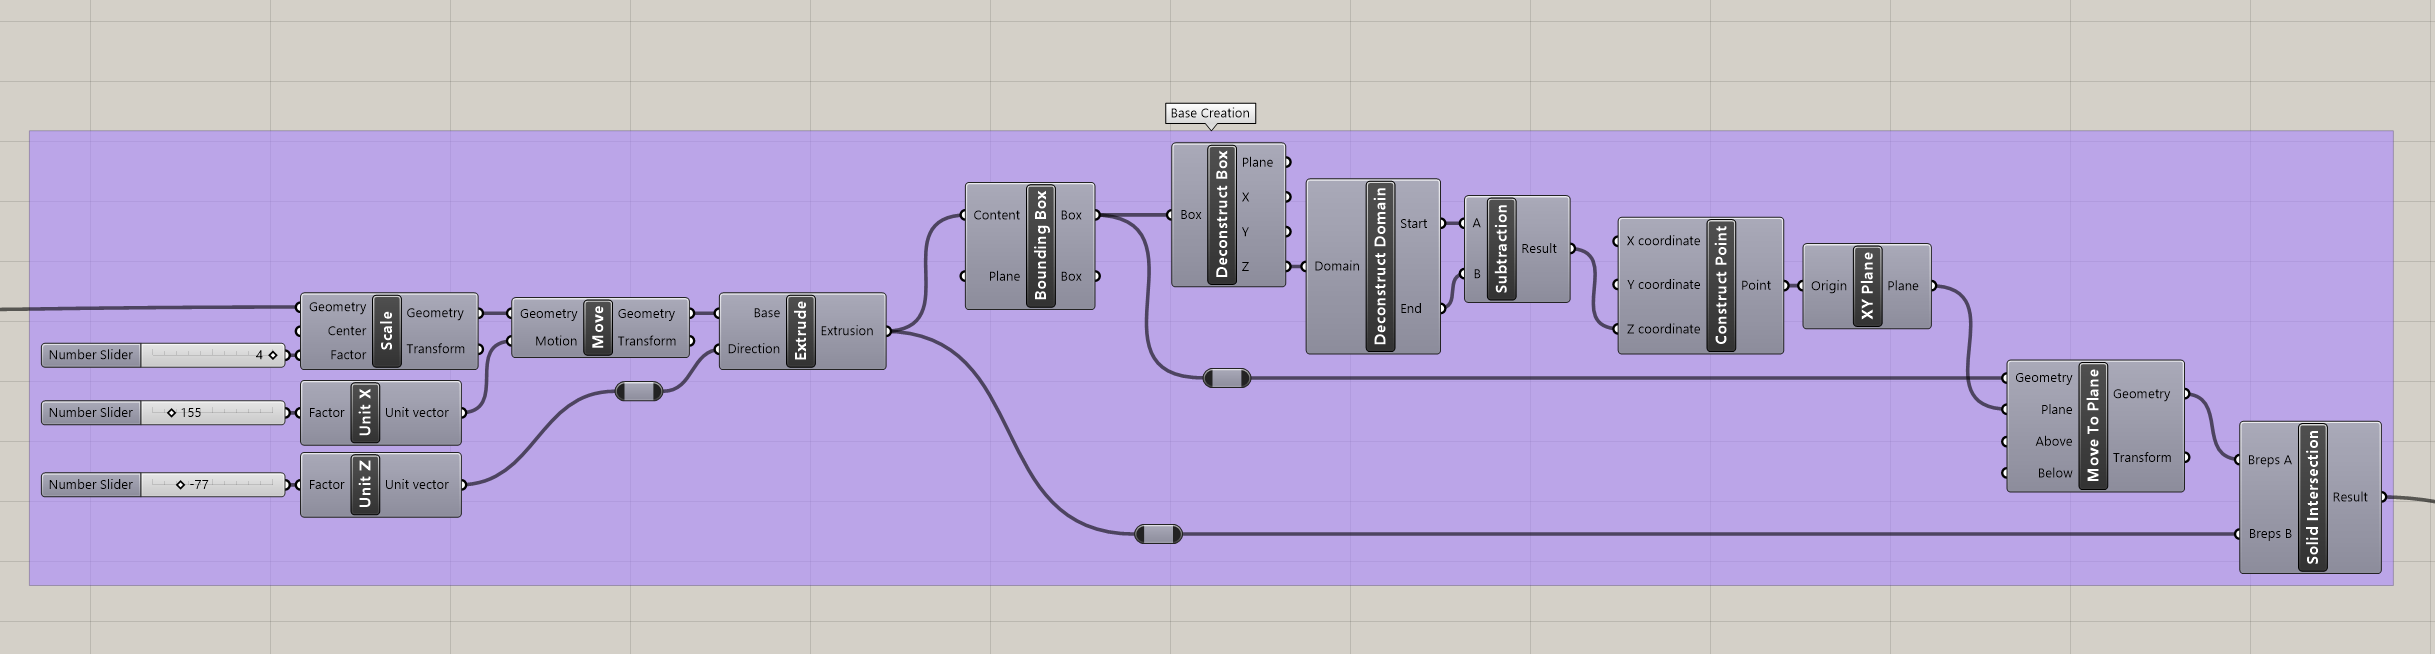 Base Creation
Geometry
Center
Factor
Scale
Geometry
Transform
Number Slider
4
Number Slider
155
Factor
Unit X
Unit vector
Number Slider
-77
Factor
Unit Z
Unit vector
Geometry
Motion
Move
Geometry
Transform
Base
Direction
Extrude
Extrusion
Content
Plane
Bounding Box
Box
Box
Box
Deconstruct Box
Plane
X
Y
Z
Domain
Deconstruct Domain
Start
End
A
B
Subtraction
Result
X coordinate
Y coordinate
Z coordinate
Construct Point
Point
Origin
XY Plane
Plane
Geometry
Plane
Above
Below
Move To Plane
Geometry
Transform
Breps A
Breps B
Solid Intersection
Result